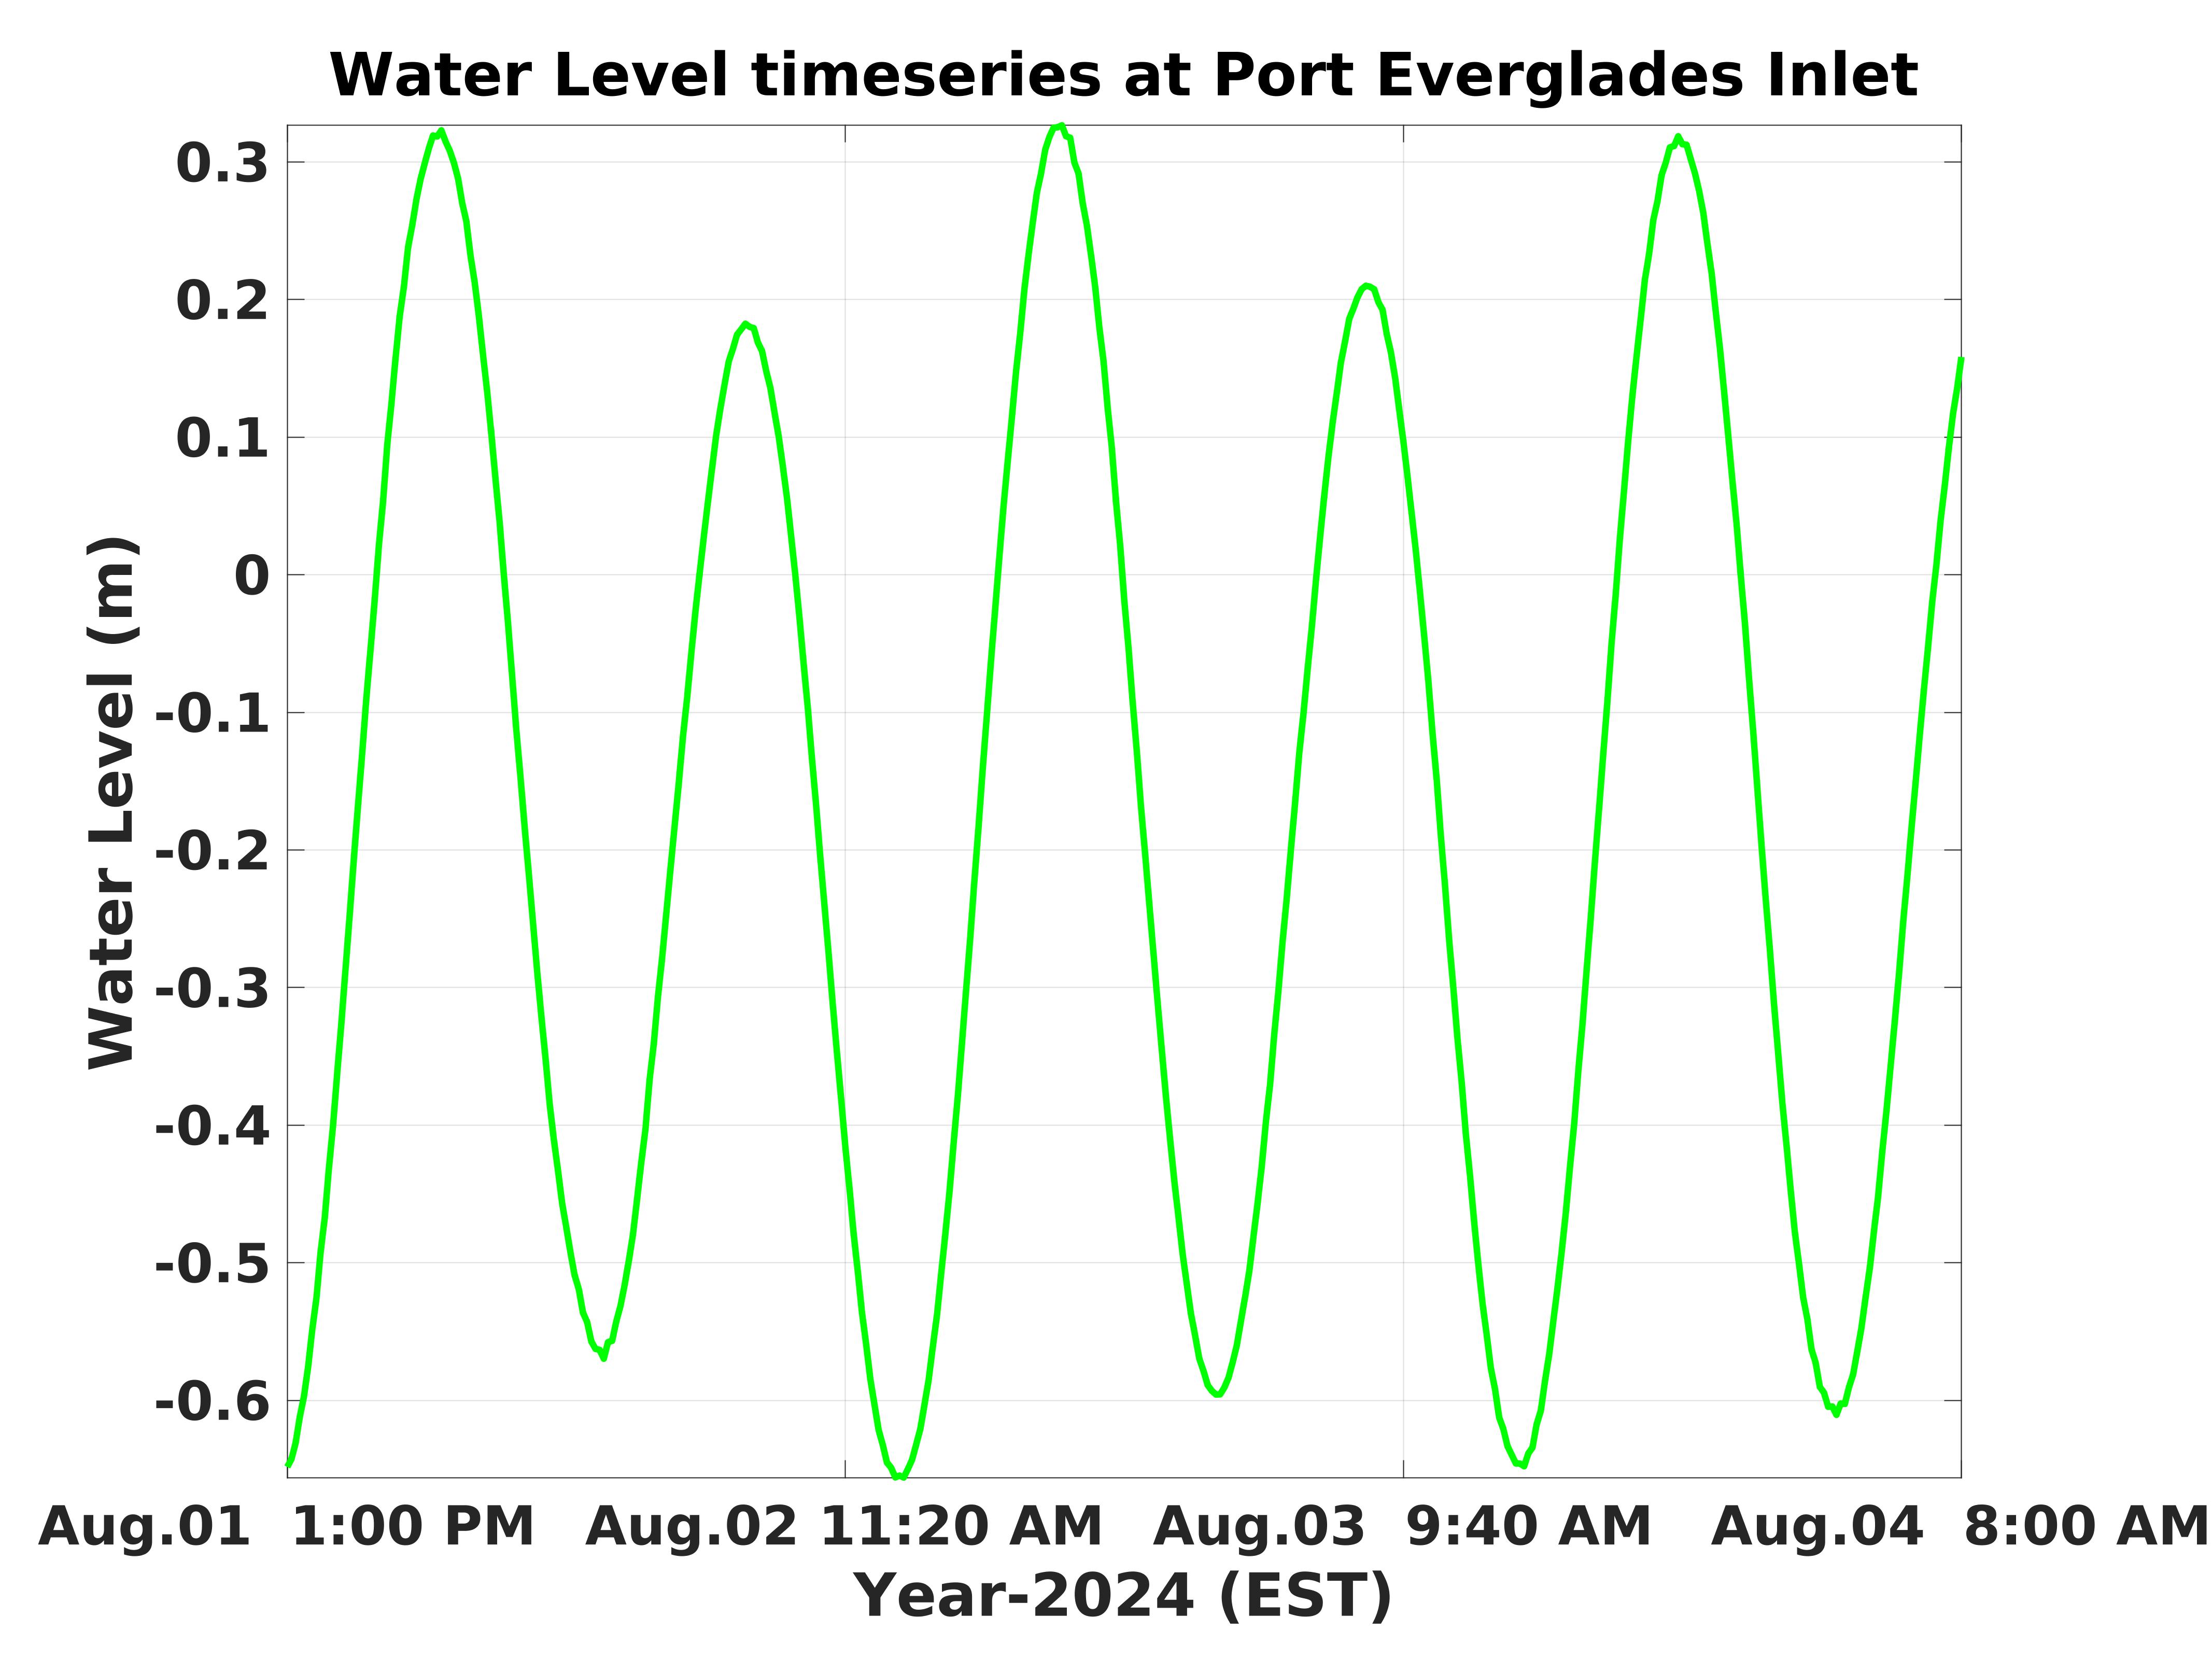 Water Level timeseries at Port Everglades Inlet
0.3
0.2
0.1
0
-0.1
-0.2
-0.3
-0.4
-0.5
-0.6
Water Level (m)
Aug.01 1:00 PM Aug.02 11:20 AM Aug.03 9:40 AM Aug.04 8:00 AM
Year-2024 (EST)